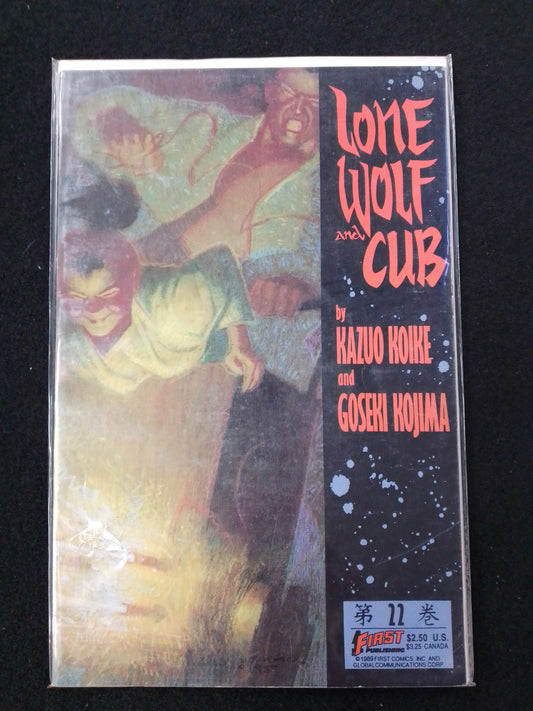 LONE
WOLF
and
CUB
by
KAZUO KOIKE
and
GOSEKI KOJIMA
第 22 巻
FIRST
PUBLISHING
$2.50 U.S.
$3.25 CANADA
©1989 FIRST COMICS, INC. AND
GLOBAL COMMUNICATIONS CORP.